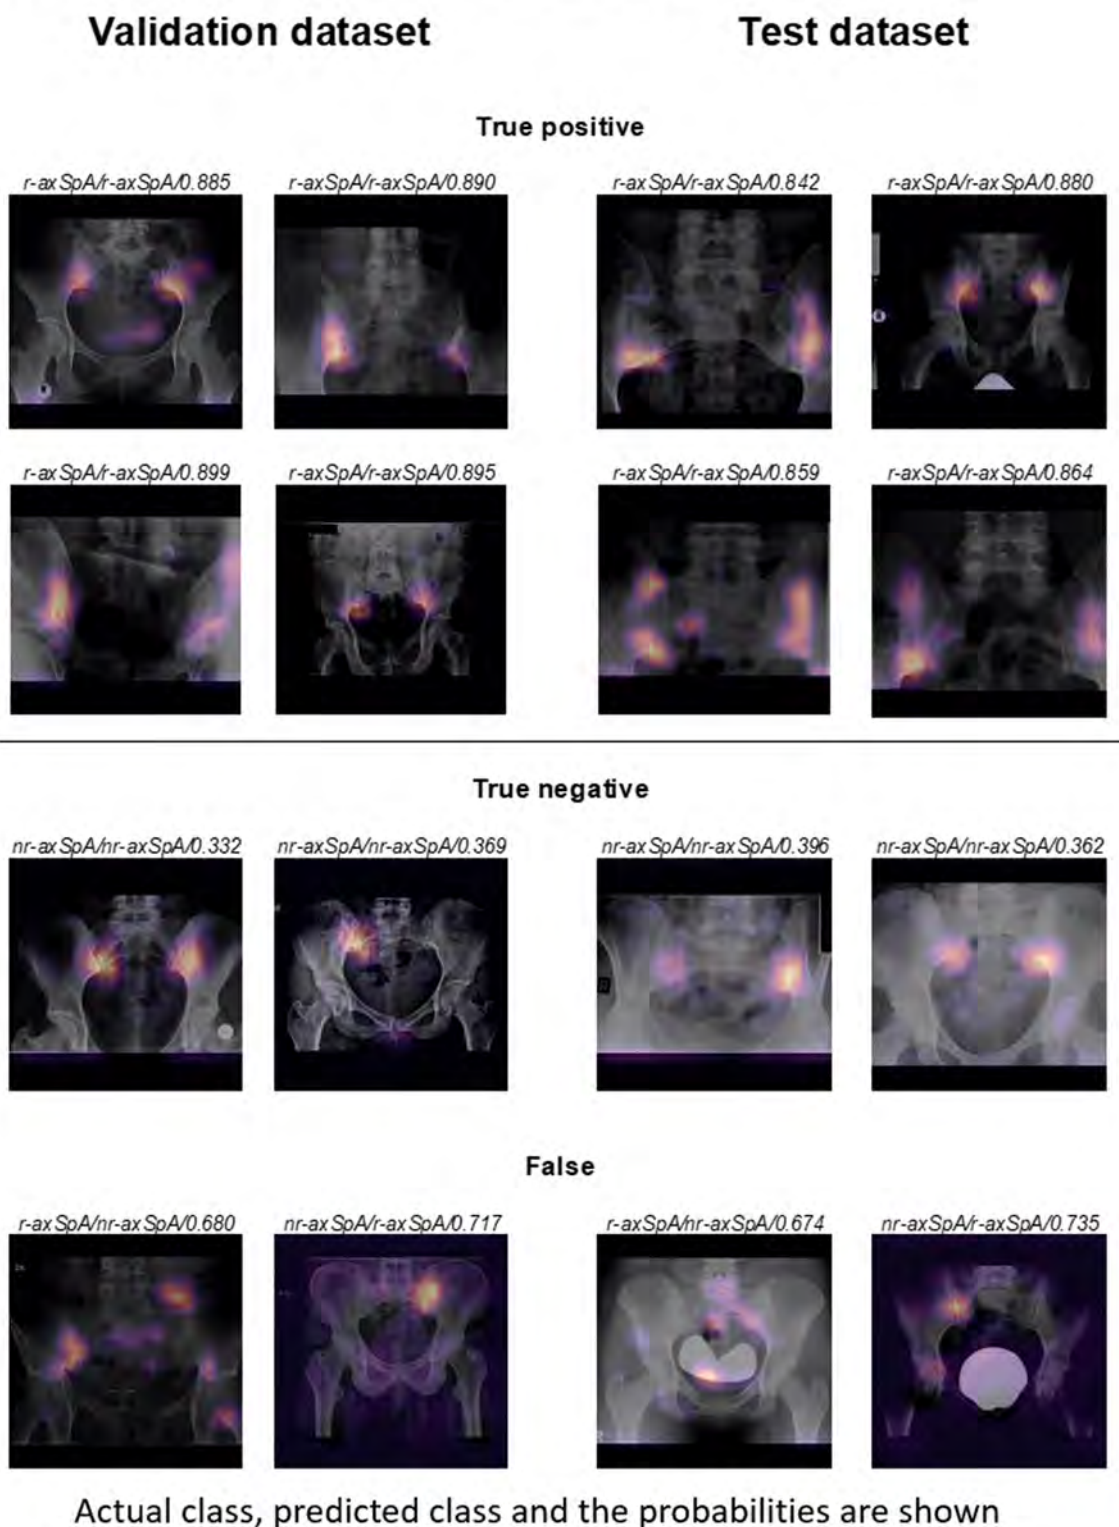 Validation dataset Test dataset
True positive
r-axSpA/r-axSpA/0.885 r-axSpA/r-axSpA/0.890 r-axSpA/r-axSpA/0.842 r-axSpA/r-axSpA/0.880
r-axSpA/r-axSpA/0.899 r-axSpA/r-axSpA/0.895 r-axSpA/r-axSpA/0.859 r-axSpA/r-axSpA/0.864
True negative
nr-axSpA/nr-axSpA/0.332 nr-axSpA/nr-axSpA/0.369 nr-axSpA/nr-axSpA/0.396 nr-axSpA/nr-axSpA/0.362
False
r-axSpA/nr-axSpA/0.680 nr-axSpA/r-axSpA/0.717 r-axSpA/nr-axSpA/0.674 nr-axSpA/r-axSpA/0.735
Actual class, predicted class and the probabilities are shown